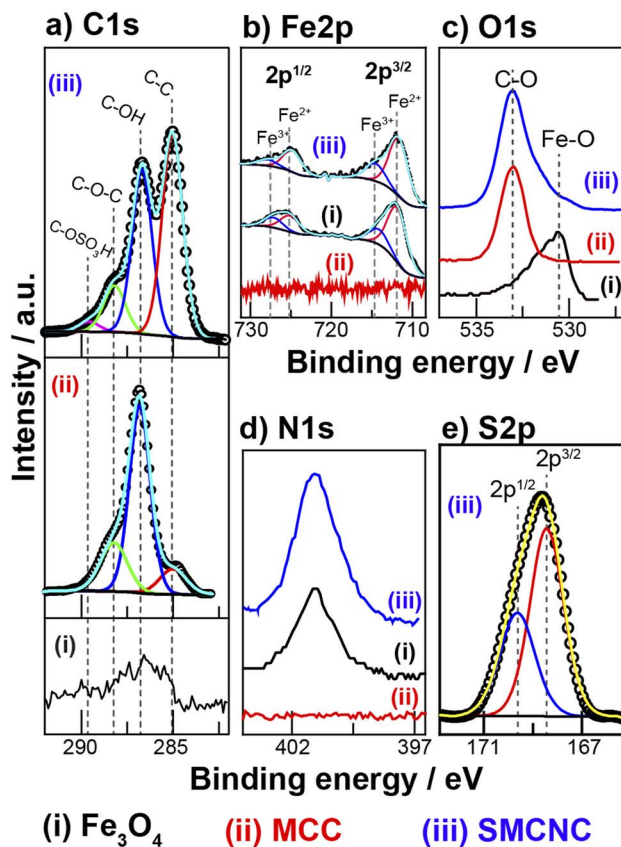 a) C1s
b) Fe2p
c) O1s
(iii)
C-OH
C-C
C-O-C
C-OSO₃H
2p¹/²
2p³/²
Fe³⁺
Fe²⁺
Fe³⁺
Fe²⁺
(iii)
(i)
(ii)
730
720
710
C-O
Fe-O
(iii)
(ii)
(i)
535
530
Binding energy / eV
Intensity / a.u.
(ii)
(i)
290
285
d) N1s
(iii)
(i)
(ii)
402
397
e) S2p
(iii)
2p¹/²
2p³/²
171
167
Binding energy / eV
(i) Fe₃O₄
(ii) MCC
(iii) SMCNC